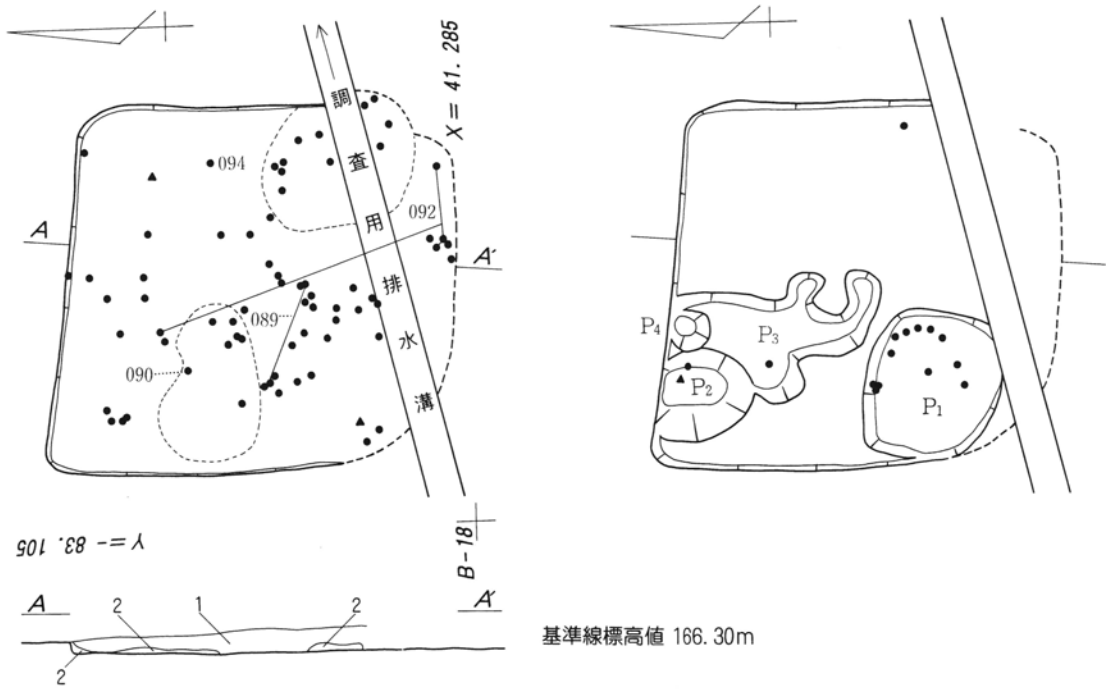 調査用排水溝
X = 41. 285
094
092
A
A′
089
090
Y = - 83. 105
B-18
A
2
1
2
A′
2
P4
P3
P2
P1
基準線標高値 166. 30m